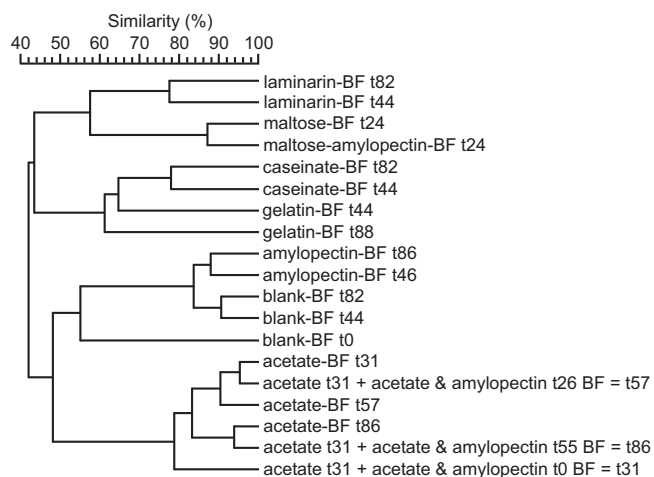 Similarity (%)
40 50 60 70 80 90 100
laminarin-BF t82
laminarin-BF t44
maltose-BF t24
maltose-amylopectin-BF t24
caseinate-BF t82
caseinate-BF t44
gelatin-BF t44
gelatin-BF t88
amylopectin-BF t86
amylopectin-BF t46
blank-BF t82
blank-BF t44
blank-BF t0
acetate-BF t31
acetate t31 + acetate & amylopectin t26 BF = t57
acetate-BF t57
acetate-BF t86
acetate t31 + acetate & amylopectin t55 BF = t86
acetate t31 + acetate & amylopectin t0 BF = t31